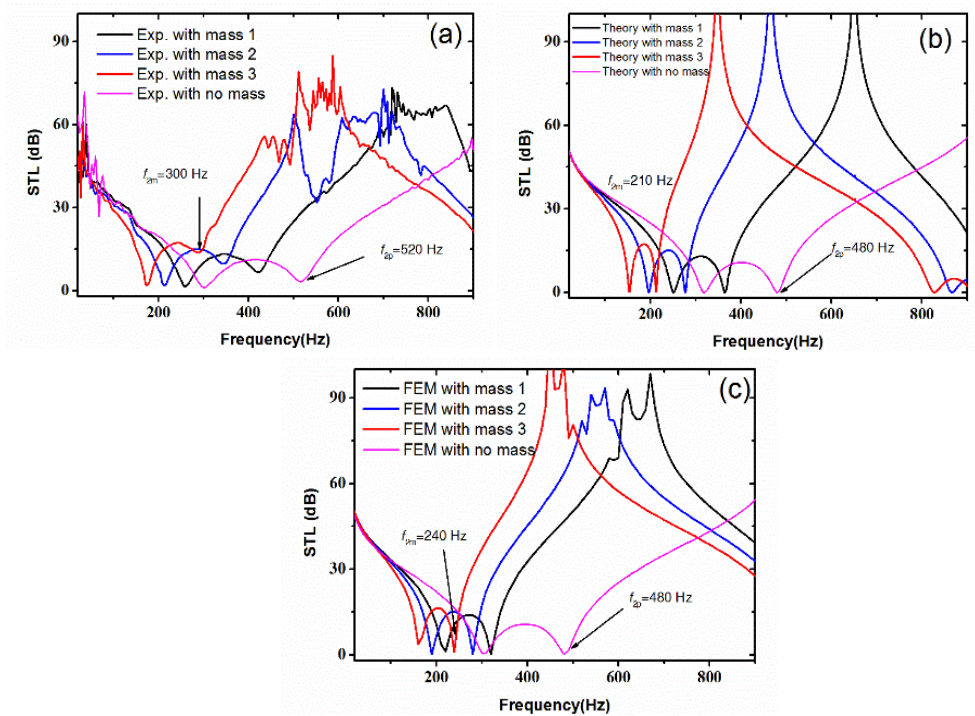 (a)
Exp. with mass 1
Exp. with mass 2
Exp. with mass 3
Exp. with no mass
f2m=300 Hz
f2p=520 Hz
90
60
30
0
STL (dB)
200 400 600 800
Frequency(Hz)
(b)
Theory with mass 1
Theory with mass 2
Theory with mass 3
Theory with no mass
f2m=210 Hz
f2p=480 Hz
90
60
30
0
STL (dB)
200 400 600 800
Frequency(Hz)
(c)
FEM with mass 1
FEM with mass 2
FEM with mass 3
FEM with no mass
f2m=240 Hz
f2p=480 Hz
90
60
30
0
STL (dB)
200 400 600 800
Frequency(Hz)